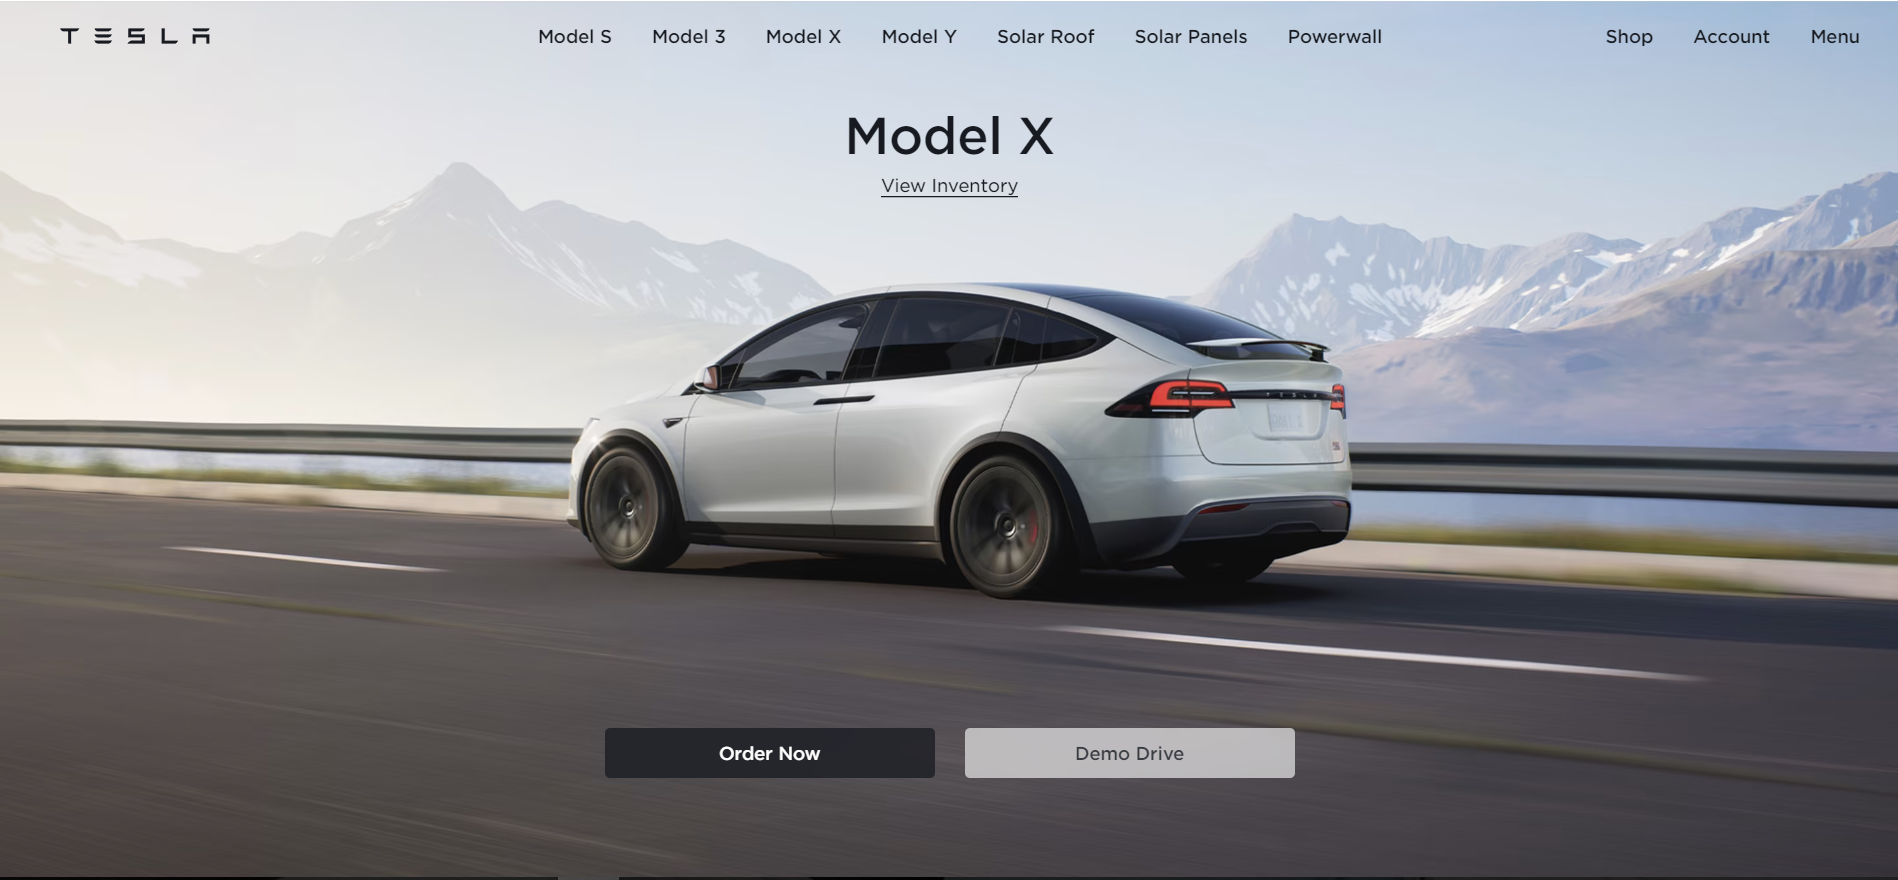 TESLA
Model S Model 3 Model X Model Y Solar Roof Solar Panels Powerwall
Shop Account Menu
Model X
View Inventory
TESLA
Order Now
Demo Drive